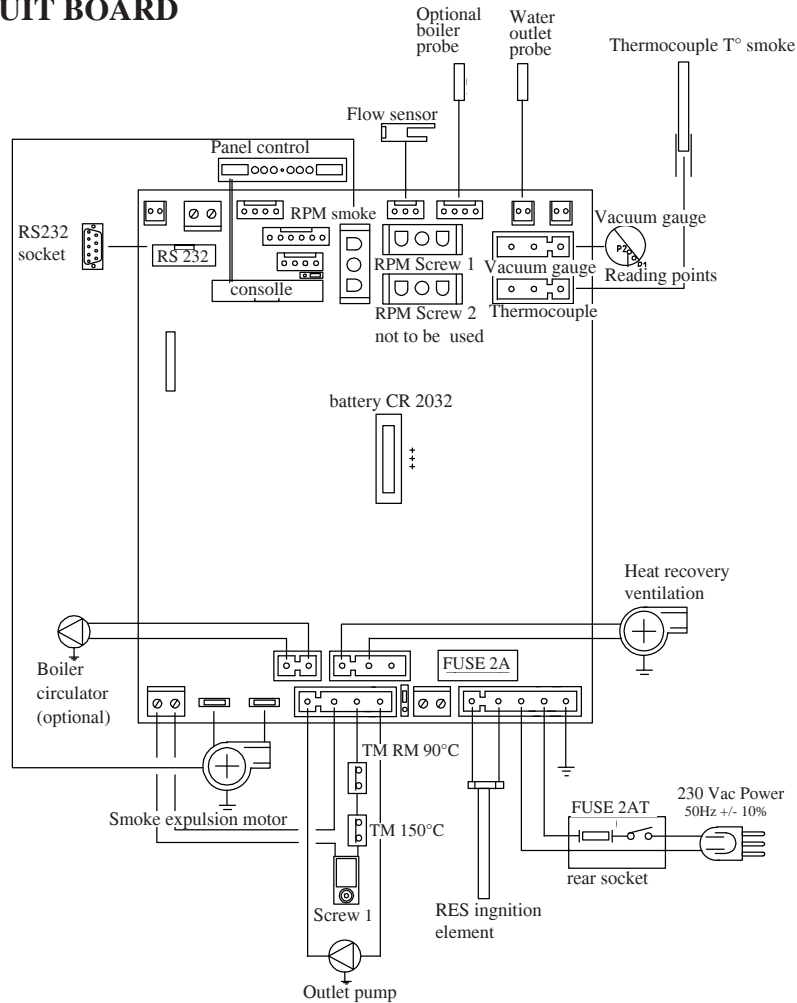 UIT BOARD
Optional
boiler
probe
Water
outlet
probe
Thermocouple T° smoke
Flow sensor
Panel control
RPM smoke
RS232
socket
RS 232
consolle
RPM Screw 1
RPM Screw 2
not to be used
Vacuum gauge
Vacuum gauge
Thermocouple
P2
P1
Reading points
battery CR 2032
+++
Heat recovery
ventilation
Boiler
circulator
(optional)
FUSE 2A
TM RM 90°C
TM 150°C
Smoke expulsion motor
Screw 1
Outlet pump
RES ingnition
element
FUSE 2AT
rear socket
230 Vac Power
50Hz +/- 10%